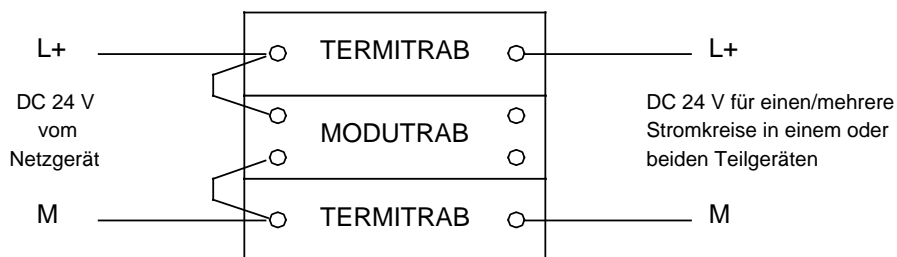 L+ TERMITRAB L+
DC 24 V
vom
Netzgerät
MODUTRAB
DC 24 V für einen/mehrere
Stromkreise in einem oder
beiden Teilgeräten
M TERMITRAB M